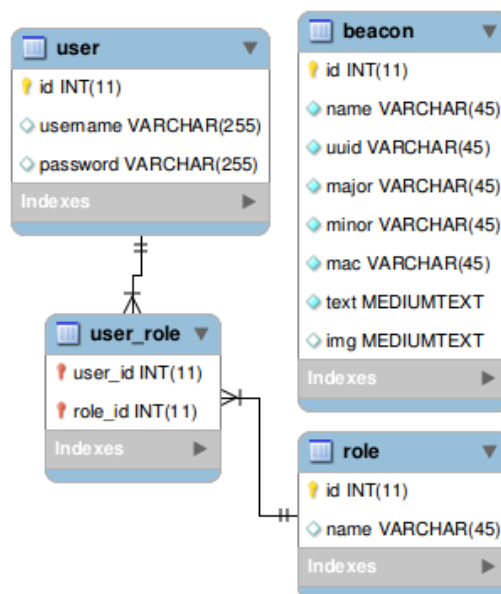 user
id INT(11)
username VARCHAR(255)
password VARCHAR(255)
Indexes
beacon
id INT(11)
name VARCHAR(45)
uuid VARCHAR(45)
major VARCHAR(45)
minor VARCHAR(45)
mac VARCHAR(45)
text MEDIUMTEXT
img MEDIUMTEXT
Indexes
user_role
user_id INT(11)
role_id INT(11)
Indexes
role
id INT(11)
name VARCHAR(45)
Indexes